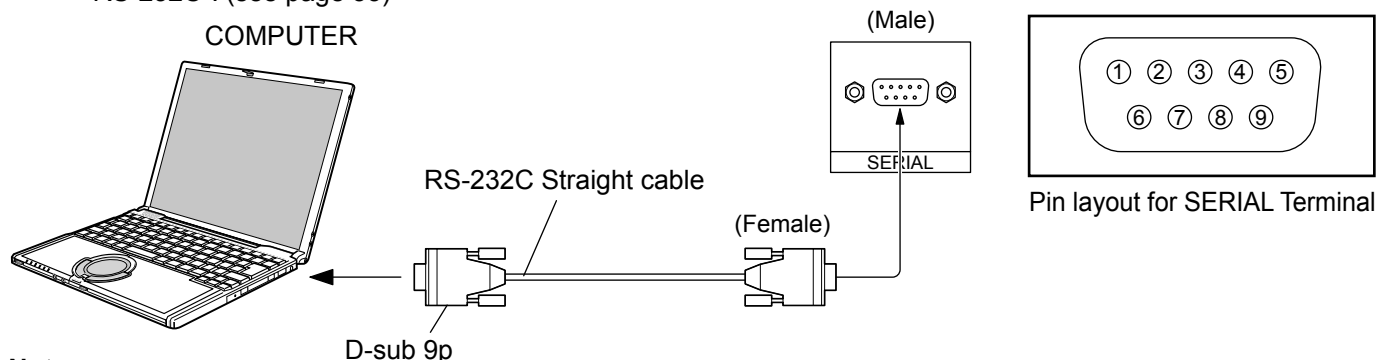 COMPUTER
(Male)
① ② ③ ④ ⑤
⑥ ⑦ ⑧ ⑨
SERIAL
RS-232C Straight cable
Pin layout for SERIAL Terminal
(Female)
D-sub 9p